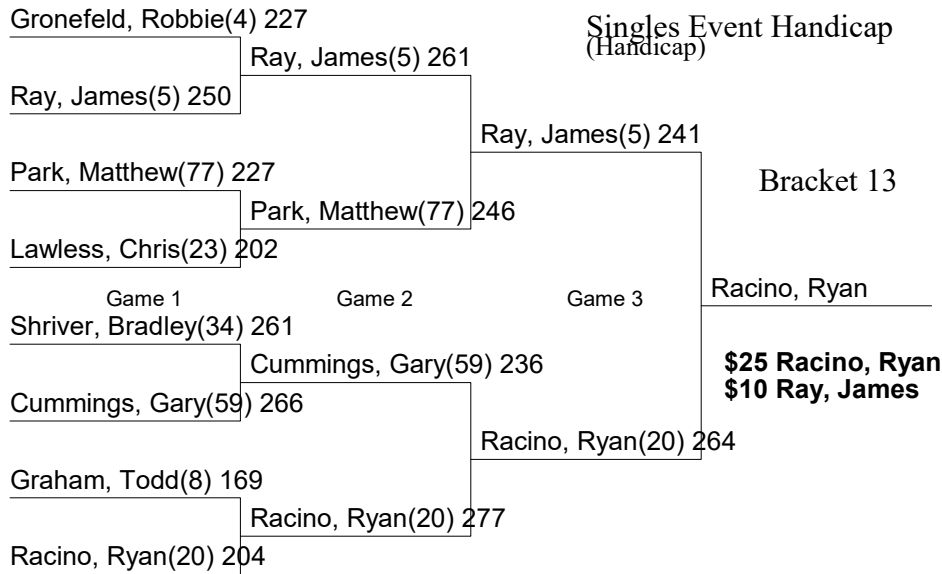 Gronefeld, Robbie(4) 227
Singles Event Handicap
(Handicap)
Ray, James(5) 261
Ray, James(5) 250
Ray, James(5) 241
Park, Matthew(77) 227
Bracket 13
Park, Matthew(77) 246
Lawless, Chris(23) 202
Game 1
Game 2
Game 3
Racino, Ryan
Shriver, Bradley(34) 261
Cummings, Gary(59) 236
$25 Racino, Ryan
$10 Ray, James
Cummings, Gary(59) 266
Racino, Ryan(20) 264
Graham, Todd(8) 169
Racino, Ryan(20) 277
Racino, Ryan(20) 204